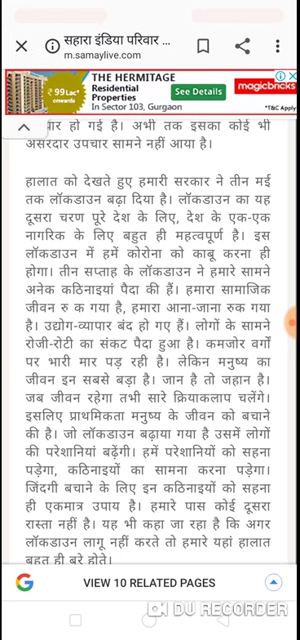 सहारा इंडिया परिवार ...
m.samaylive.com
₹ 99 Lac*
onwards
THE HERMITAGE
Residential
Properties
In Sector 103, Gurgaon
See Details
magicbricks
*T&C Apply
हो गई है। अभी तक इसका कोई भी
असरदार उपचार सामने नहीं आया है।
हालात को देखते हुए हमारी सरकार ने तीन मई
तक लॉकडाउन बढ़ा दिया है। लॉकडाउन का यह
दूसरा चरण पूरे देश के लिए, देश के एक-एक
नागरिक के लिए बहुत ही महत्वपूर्ण है। इस
लॉकडाउन में हमें कोरोना को काबू करना ही
होगा। तीन सप्ताह के लॉकडाउन ने हमारे सामने
अनेक कठिनाइयां पैदा की हैं। हमारा सामाजिक
जीवन रु क गया है, हमारा आना-जाना रुक गया
है। उद्योग-व्यापार बंद हो गए हैं। लोगों के सामने
रोजी-रोटी का संकट पैदा हुआ है। कमजोर वर्गों
पर भारी मार पड़ रही है। लेकिन मनुष्य का
जीवन इन सबसे बड़ा है। जान है तो जहान है।
जब जीवन रहेगा तभी सारे क्रियाकलाप चलेंगे।
इसलिए प्राथमिकता मनुष्य के जीवन को बचाने
की है। जो लॉकडाउन बढ़ाया गया है उसमें लोगों
की परेशानियां बढ़ेंगी। हमें परेशानियों को सहना
पड़ेगा, कठिनाइयों का सामना करना पड़ेगा।
जिंदगी बचाने के लिए इन कठिनाइयों को सहना
ही एकमात्र उपाय है। हमारे पास कोई दूसरा
रास्ता नहीं है। यह भी कहा जा रहा है कि अगर
लॉकडाउन लागू नहीं करते तो हमारे यहां हालात
बहुत ही बुरे होते।
G VIEW 10 RELATED PAGES
DU RECORDER